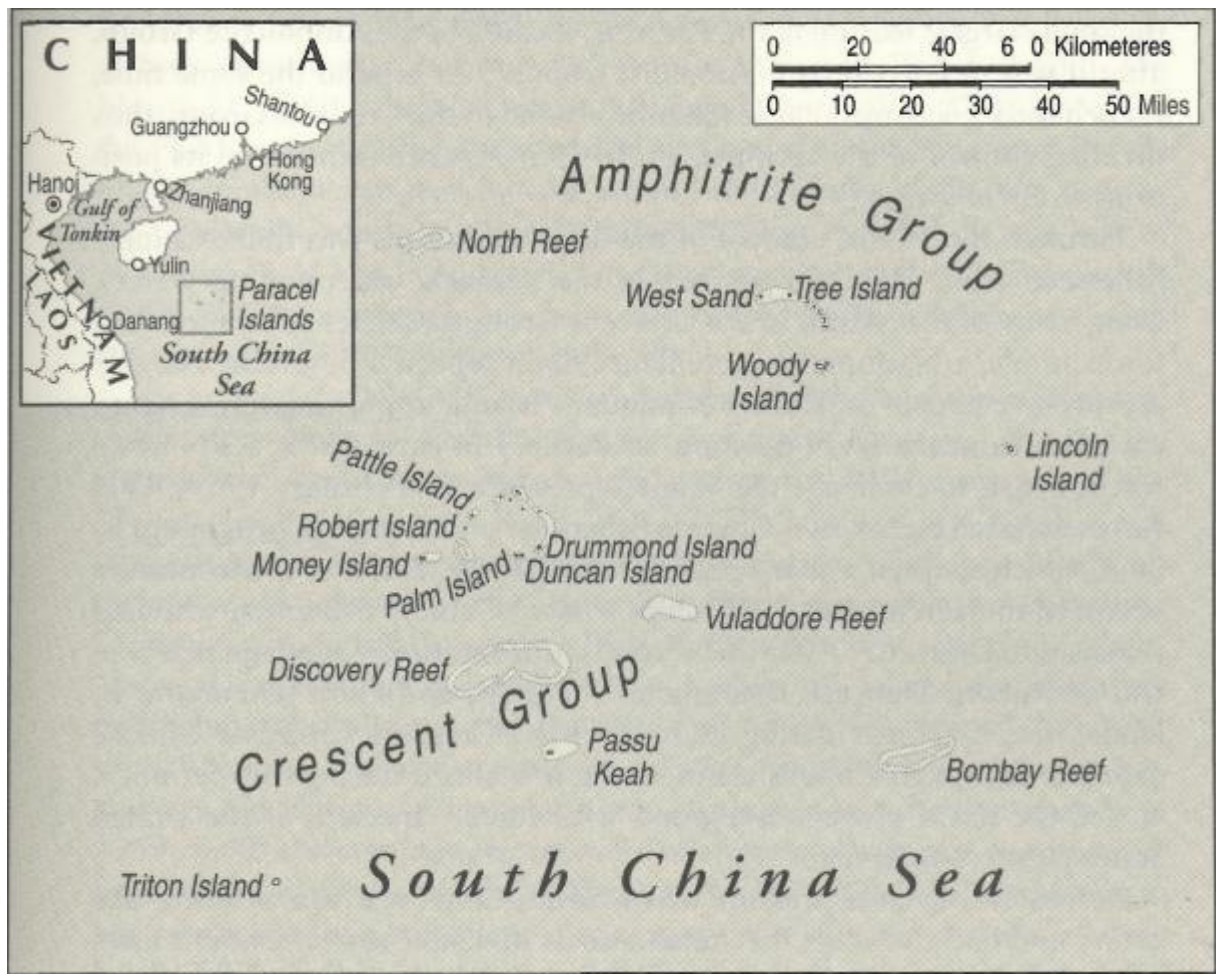 CHINA
Shantou
Guangzhou
Hong
Kong
Hanoi
Zhanjiang
Gulf of
Tonkin
Yulin
VIETNAM
LAOS
Paracel
Islands
Danang
South China
Sea
0 20 40 6 0 Kilometeres
0 10 20 30 40 50 Miles
Amphitrite Group
North Reef
West Sand
Tree Island
Woody
Island
Lincoln
Island
Pattle Island
Robert Island
Money Island
Palm Island
Drummond Island
Duncan Island
Vuladdore Reef
Discovery Reef
Crescent Group
Passu
Keah
Bombay Reef
Triton Island
South China Sea